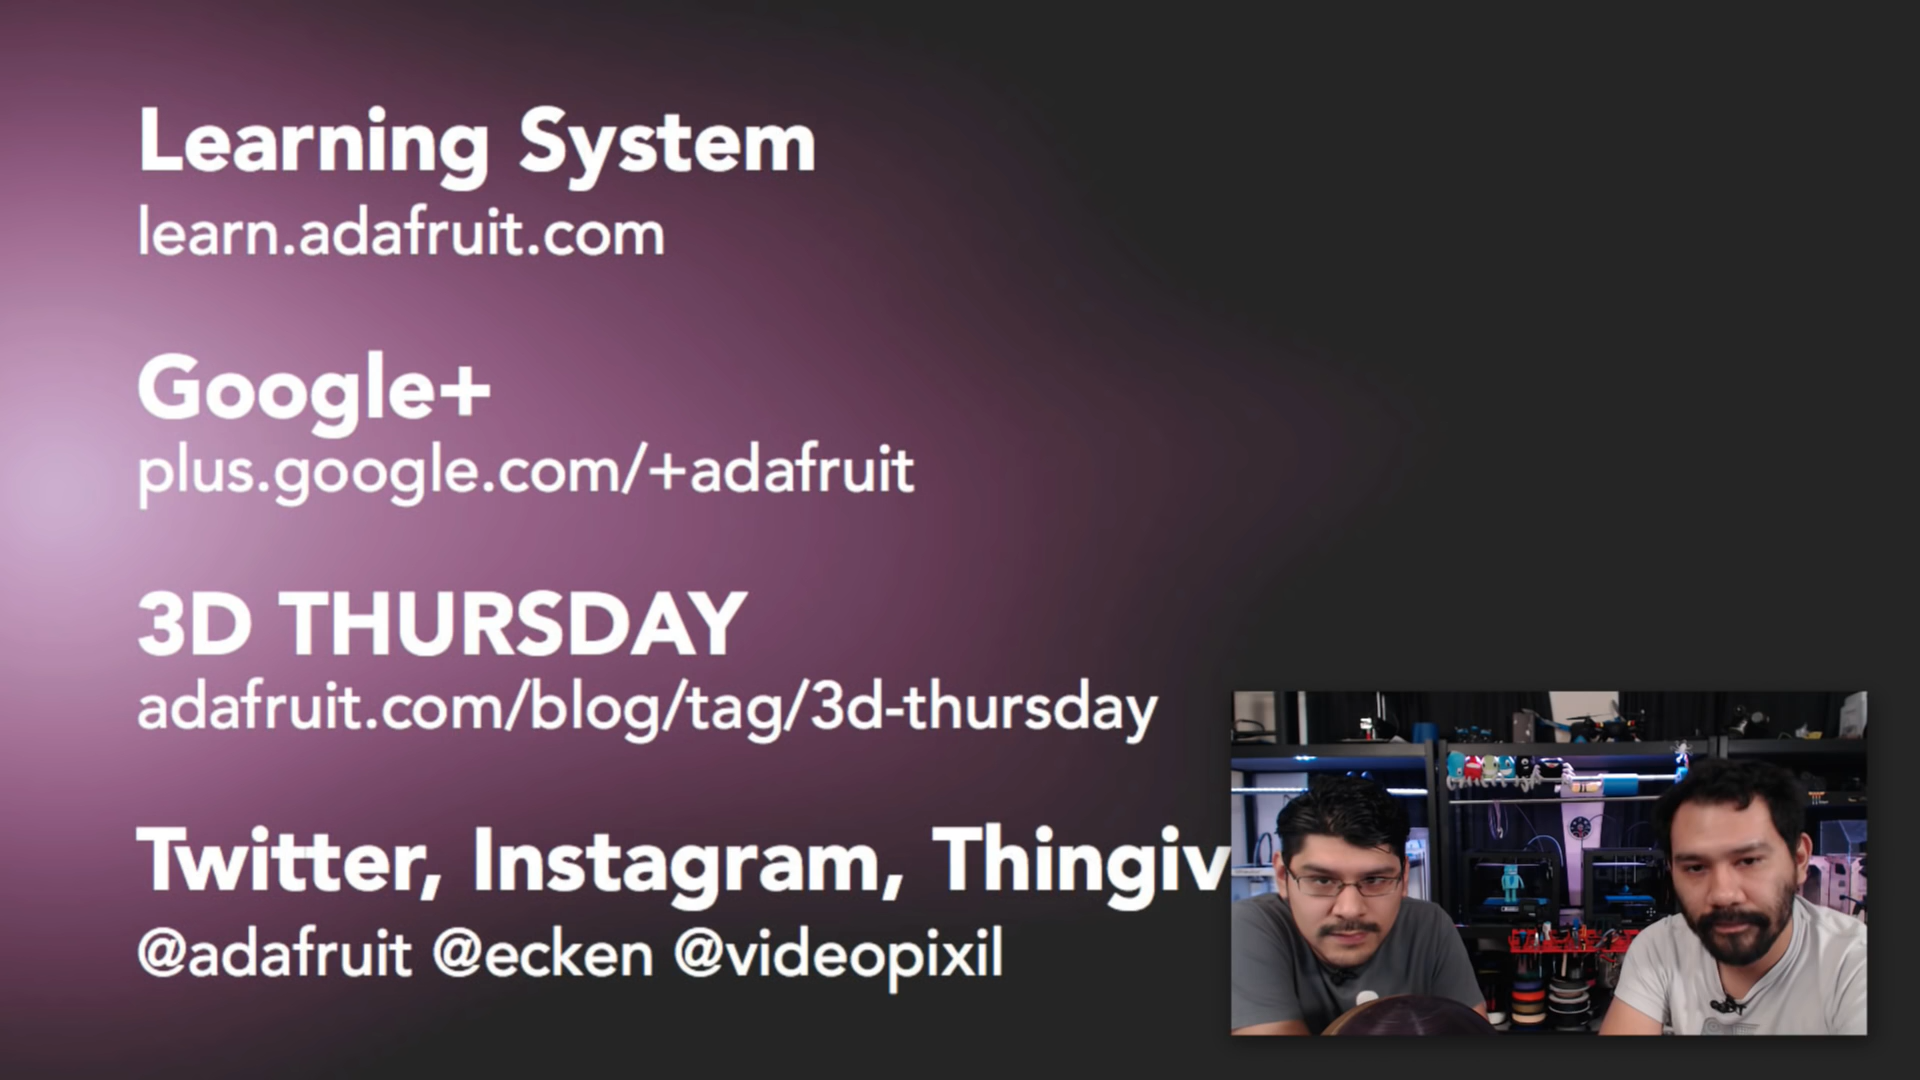 Learning System
learn.adafruit.com
Google+
plus.google.com/+adafruit
3D THURSDAY
adafruit.com/blog/tag/3d-thursday
Twitter, Instagram, Thingiv
@adafruit @ecken @videopixil